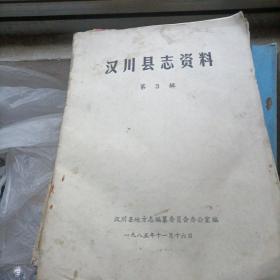 汉川县志资料
第3辑
汉川县地方志编纂委员会办公室编
一九八五年十一月十六日